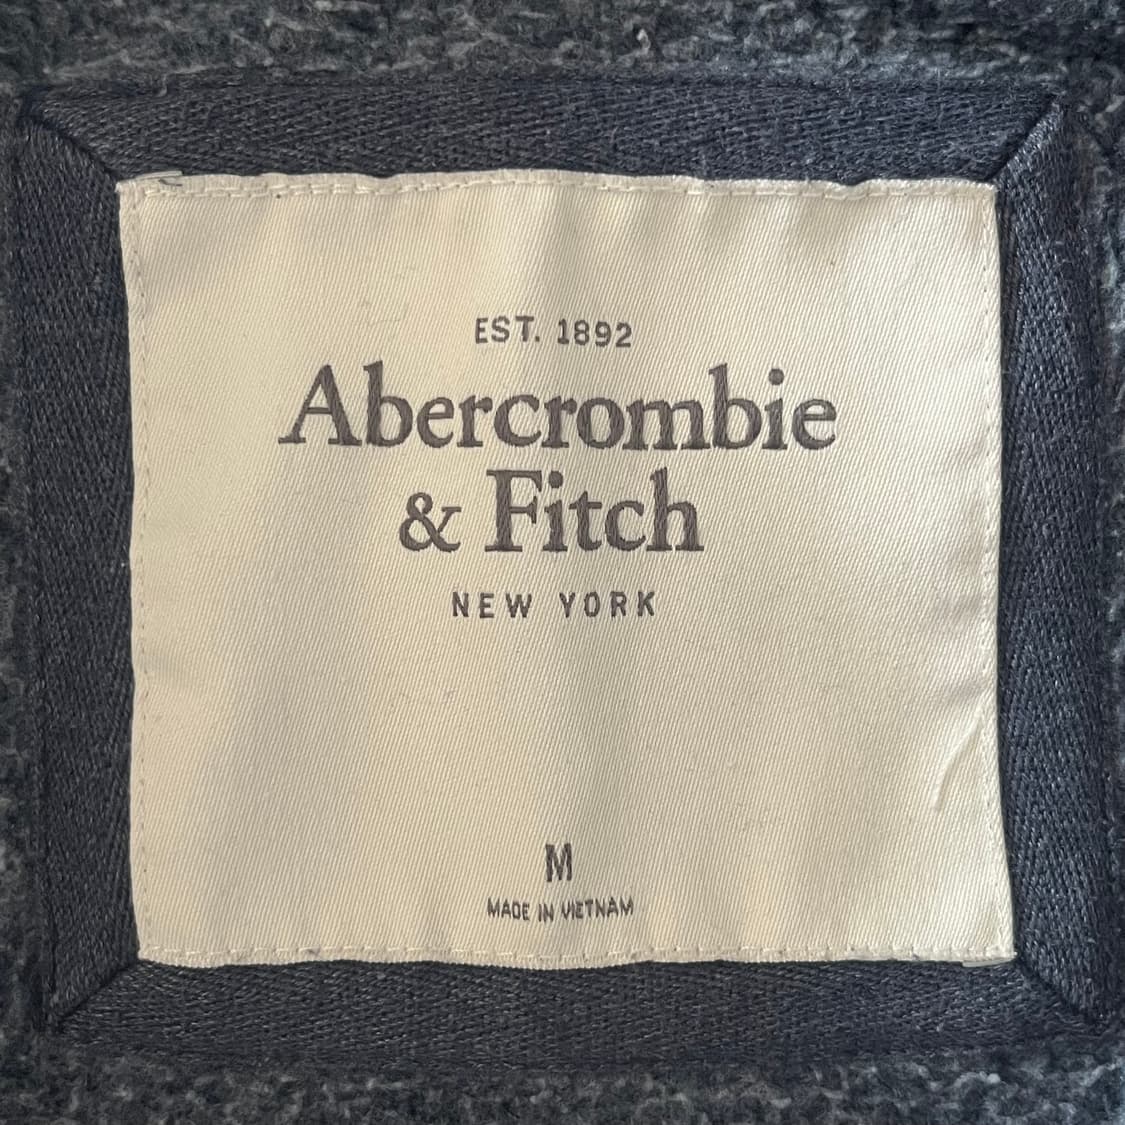 EST. 1892
Abercrombie
& Fitch
NEW YORK
M
MADE IN VIETNAM